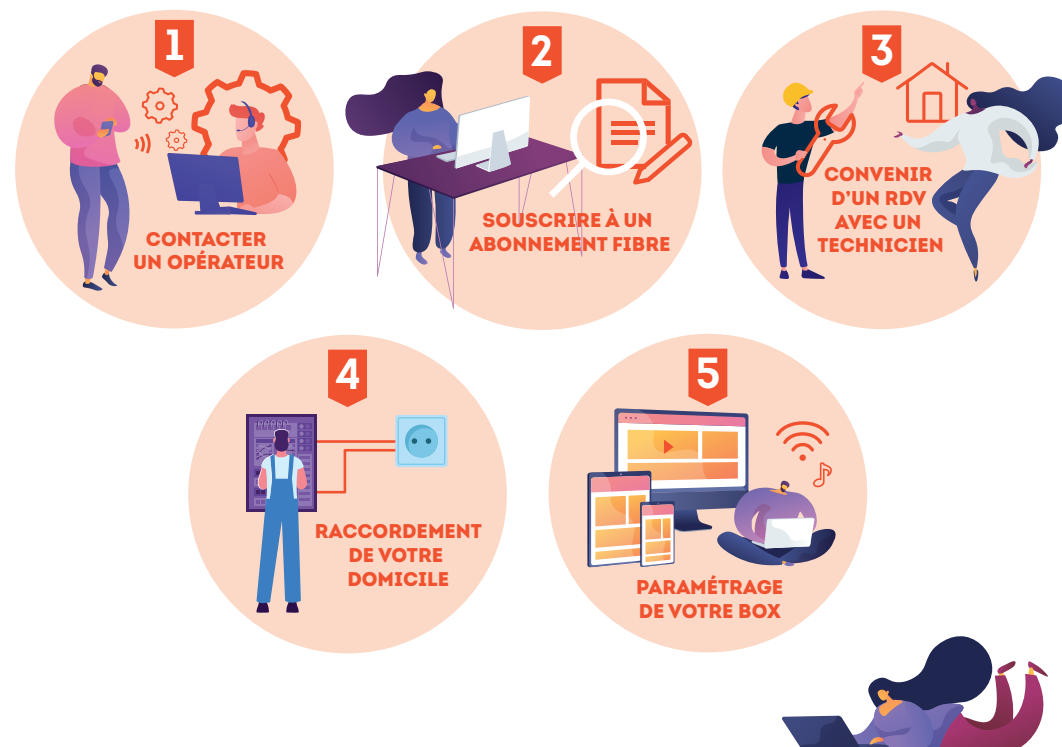 1
CONTACTER
UN OPÉRATEUR
2
SOUSCRIRE À UN
ABONNEMENT FIBRE
3
CONVENIR
D'UN RDV
AVEC UN
TECHNICIEN
4
RACCORDEMENT
DE VOTRE
DOMICILE
5
PARAMÉTRAGE
DE VOTRE BOX